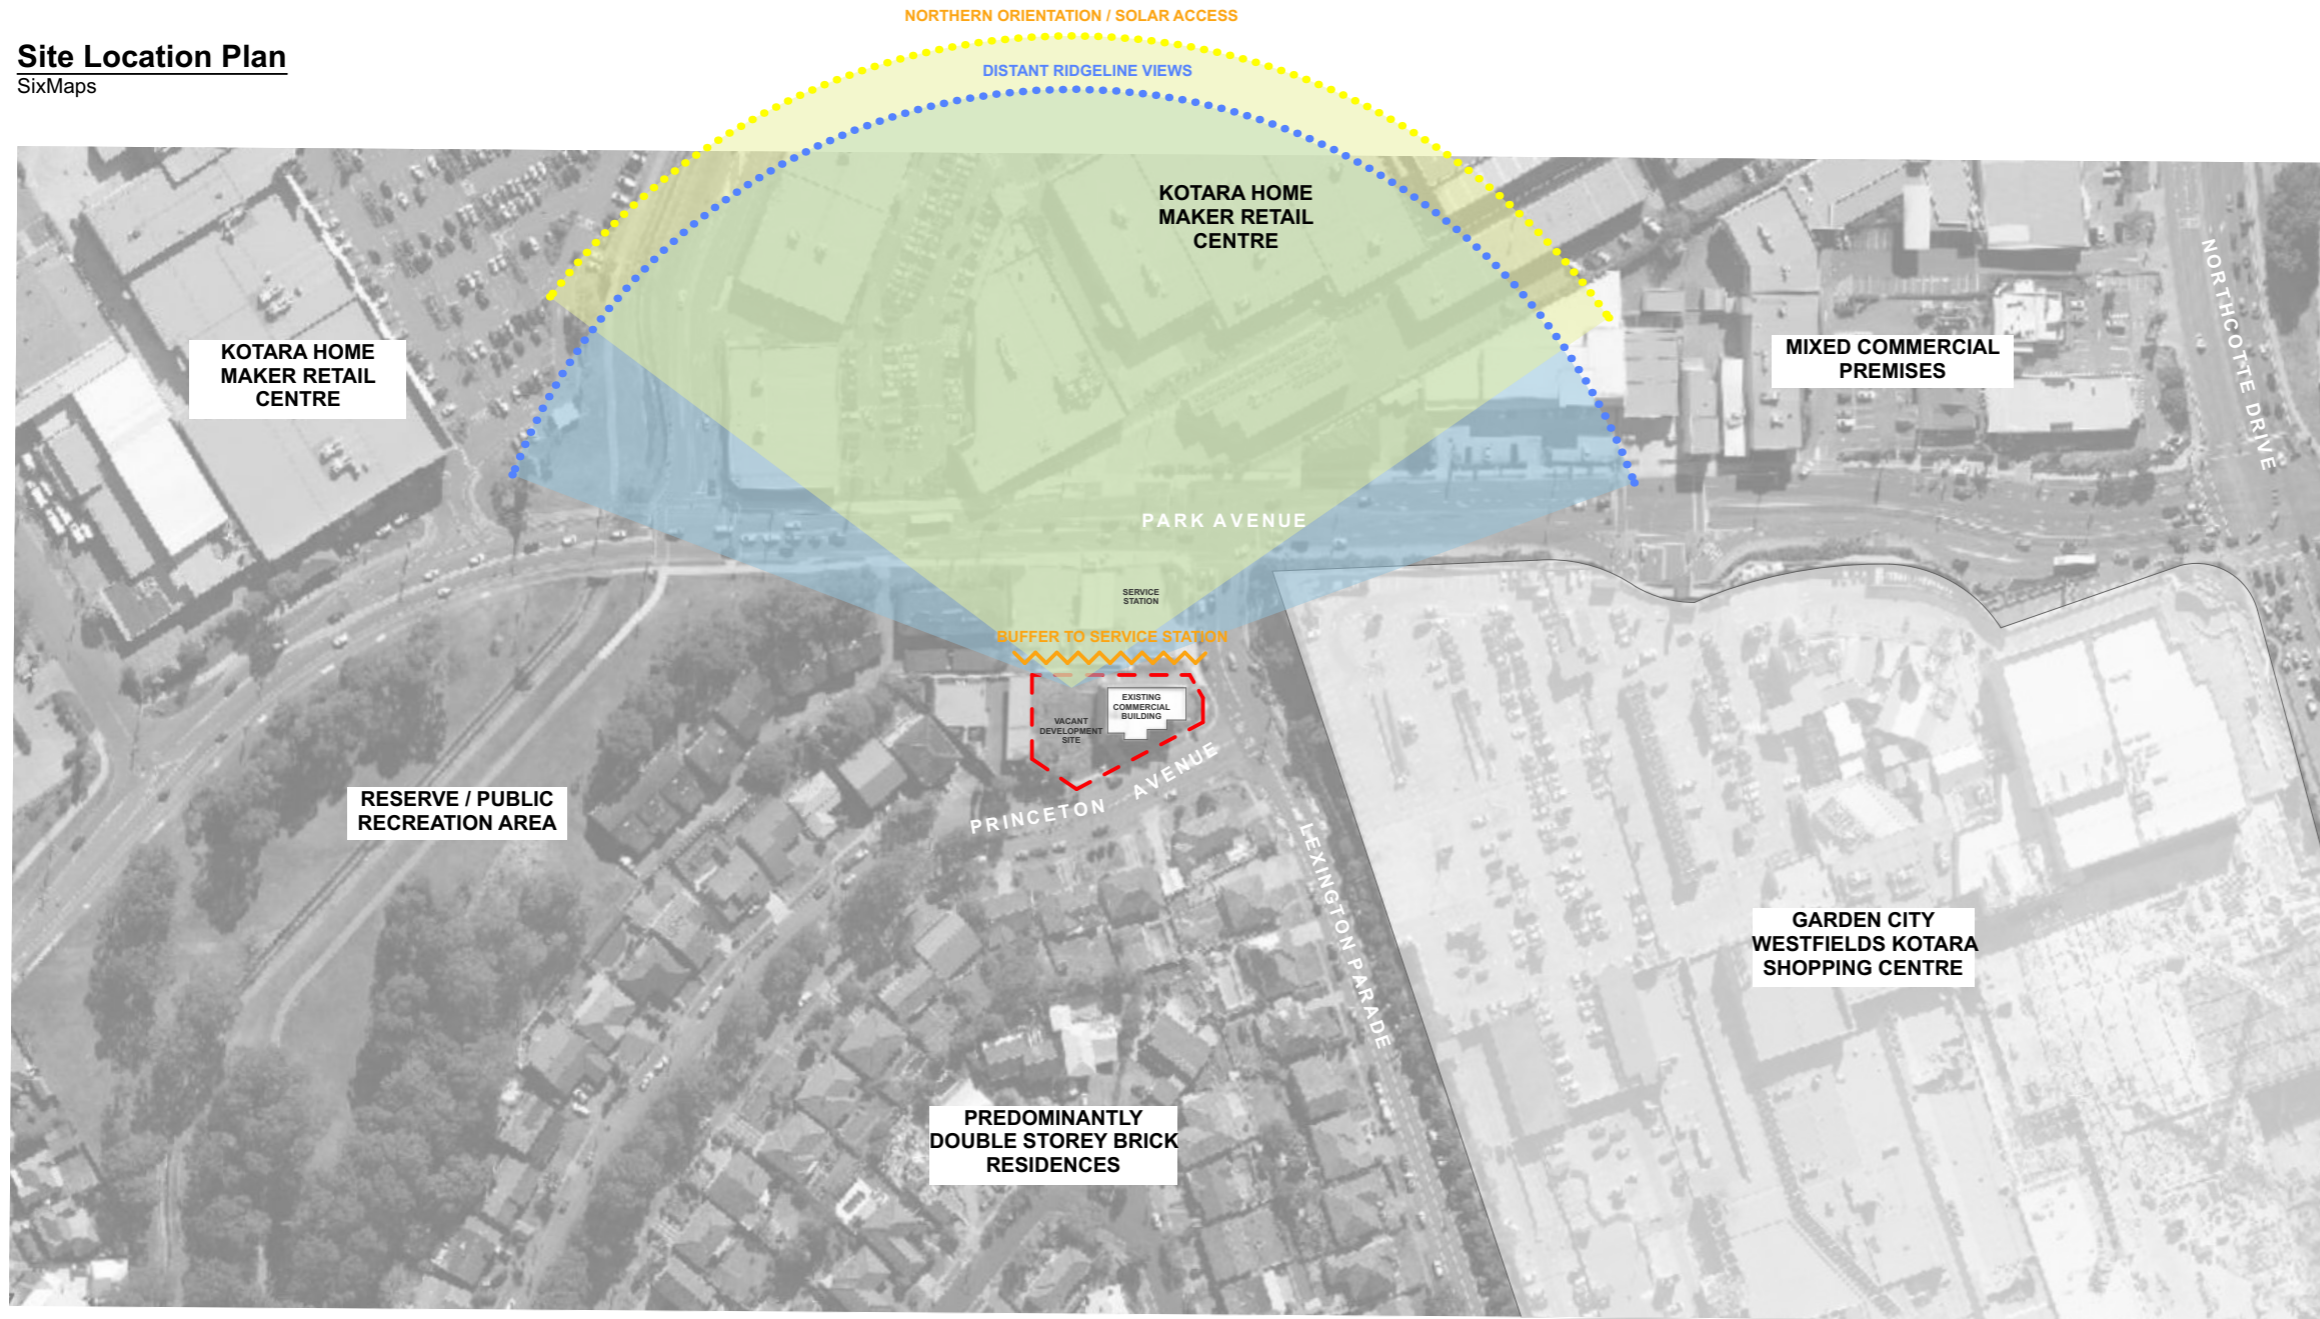 NORTHERN ORIENTATION / SOLAR ACCESS
Site Location Plan
SixMaps
DISTANT RIDGELINE VIEWS
KOTARA HOME
MAKER RETAIL
CENTRE
KOTARA HOME
MAKER RETAIL
CENTRE
MIXED COMMERCIAL
PREMISES
NORTHCOTTE DRIVE
PARK AVENUE
SERVICE
STATION
BUFFER TO SERVICE STATION
EXISTING
COMMERCIAL
BUILDING
VACANT
DEVELOPMENT
SITE
PRINCETON AVENUE
LEXINGTON PARADE
RESERVE / PUBLIC
RECREATION AREA
GARDEN CITY
WESTFIELDS KOTARA
SHOPPING CENTRE
PREDOMINANTLY
DOUBLE STOREY BRICK
RESIDENCES